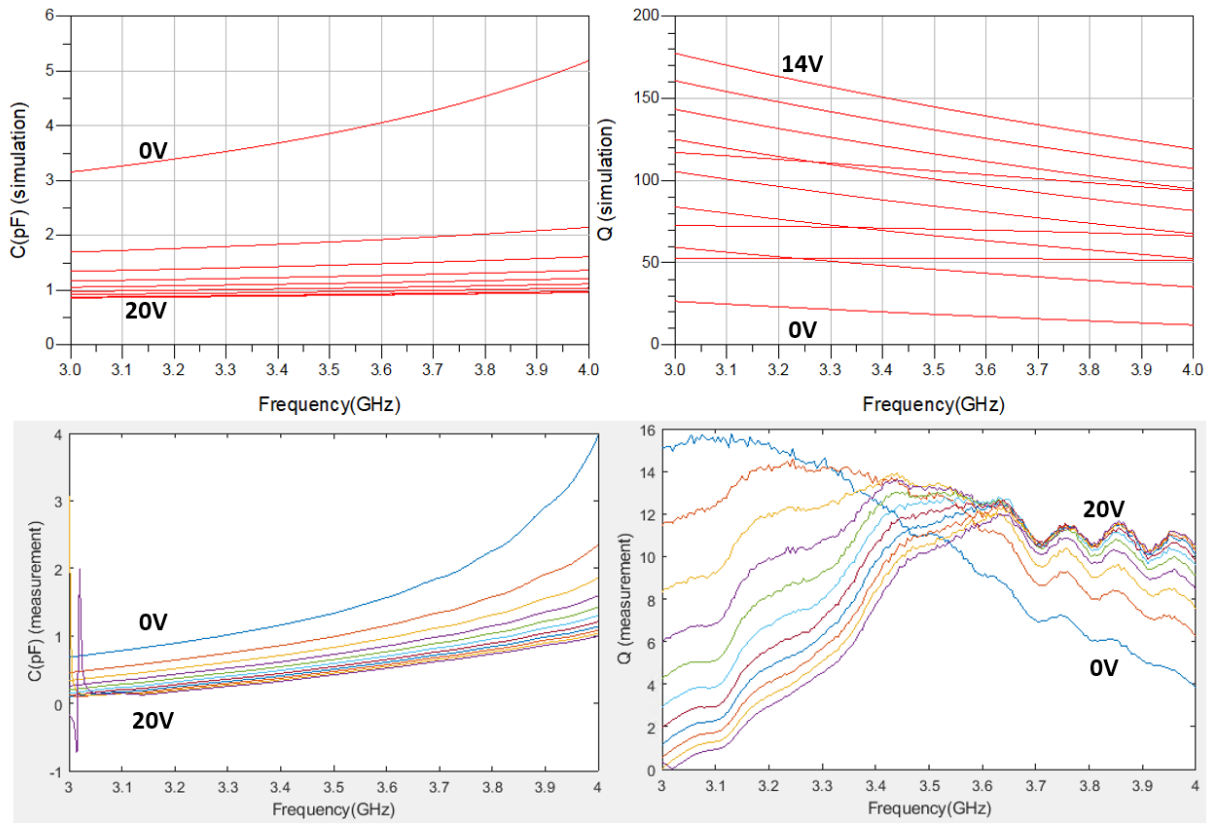 6
5
4
3
2
1
0
C(pF) (simulation)
0V
20V
3.0 3.1 3.2 3.3 3.4 3.5 3.6 3.7 3.8 3.9 4.0
Frequency(GHz)
200
150
100
50
0
Q (simulation)
14V
0V
3.0 3.1 3.2 3.3 3.4 3.5 3.6 3.7 3.8 3.9 4.0
Frequency(GHz)
4
3
2
1
0
-1
C(pF) (measurement)
0V
20V
3 3.1 3.2 3.3 3.4 3.5 3.6 3.7 3.8 3.9 4
Frequency(GHz)
16
14
12
10
8
6
4
2
0
Q (measurement)
20V
0V
3 3.1 3.2 3.3 3.4 3.5 3.6 3.7 3.8 3.9 4
Frequency(GHz)